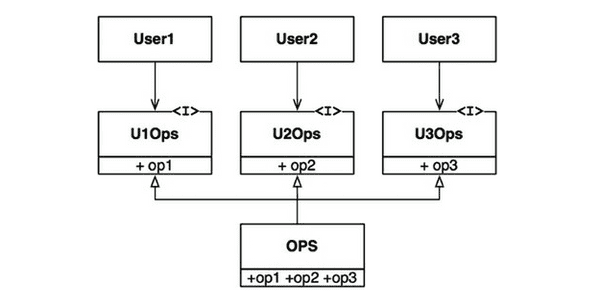 User1 User2 User3
<I> <I> <I>
U1Ops U2Ops U3Ops
+ op1 + op2 + op3
OPS
+op1 +op2 +op3